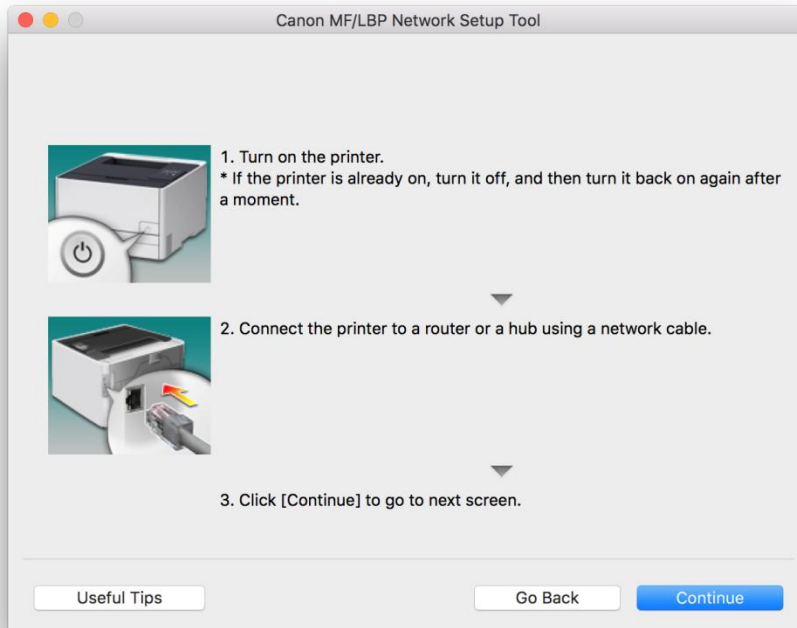 Canon MF/LBP Network Setup Tool
1. Turn on the printer.
* If the printer is already on, turn it off, and then turn it back on again after
a moment.
2. Connect the printer to a router or a hub using a network cable.
3. Click [Continue] to go to next screen.
Useful Tips
Go Back
Continue